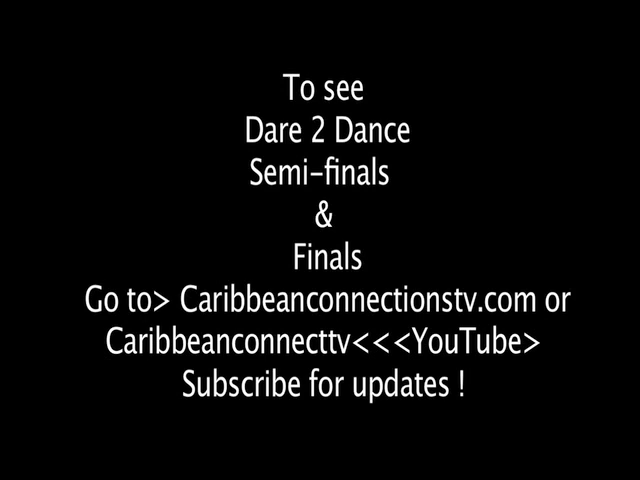 To see
Dare 2 Dance
Semi-finals
&
Finals
Go to> Caribbeanconnectionstv.com or
Caribbeanconnecttv<<<YouTube>
Subscribe for updates !